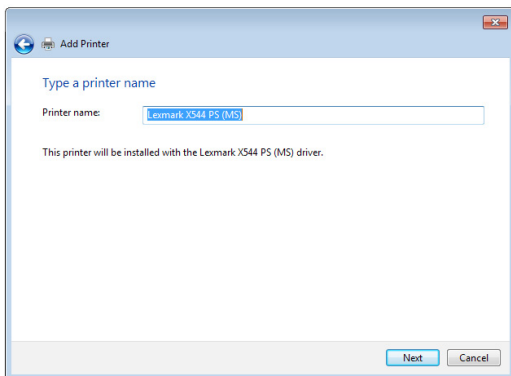 Add Printer
Type a printer name
Printer name: Lexmark X544 PS (MS)
This printer will be installed with the Lexmark X544 PS (MS) driver.
Next Cancel